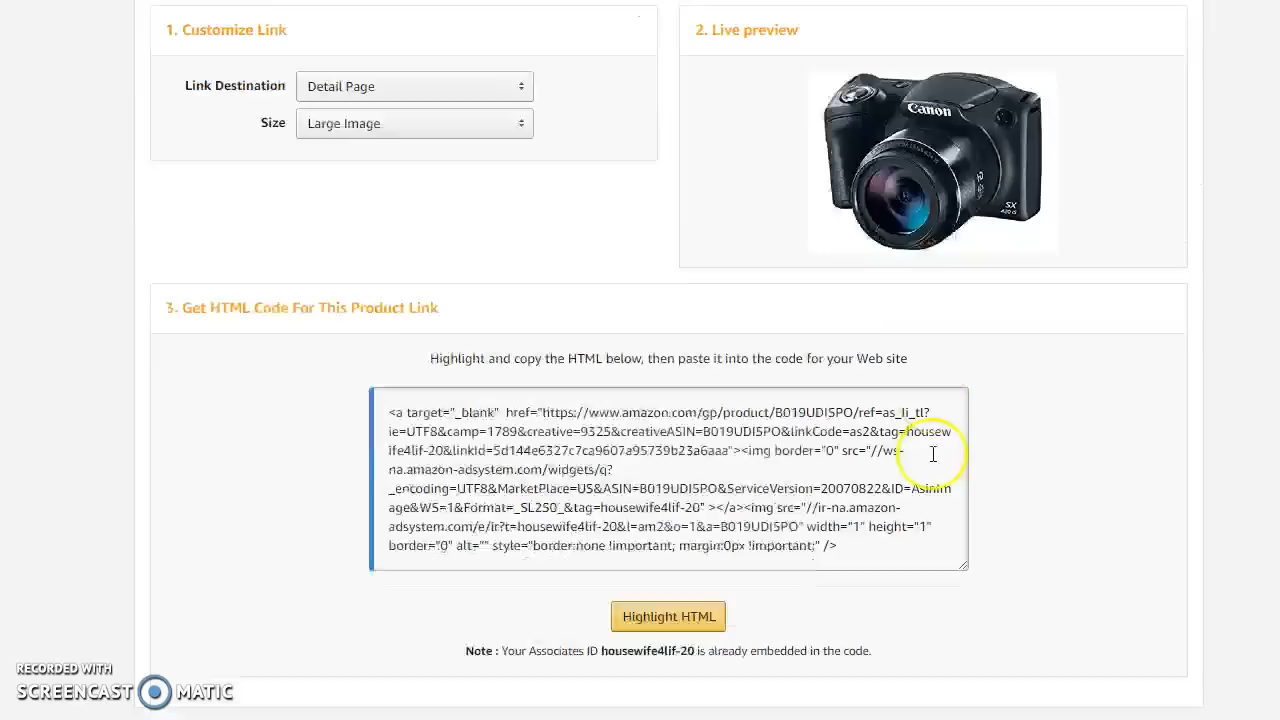 1. Customize Link
2. Live preview
Link Destination
Detail Page
Size
Large Image
Canon
SX
3. Get HTML Code For This Product Link
Highlight and copy the HTML below, then paste it into the code for your Web site
<a target="_blank"  href="https://www.amazon.com/gp/product/B019UDI5PO/ref=as_li_tl?
ie=UTF8&camp=1789&creative=9325&creativeASIN=B019UDI5PO&linkCode=as2&tag=housew
ife4lif-20&linkId=5d144e6327c7ca9607a95739b23a6aaa"><img border="0" src="//ws-
na.amazon-adsystem.com/widgets/q?
_encoding=UTF8&MarketPlace=US&ASIN=B019UDI5PO&ServiceVersion=20070822&ID=AsinIm
age&WS=1&Format=_SL250_&tag=housewife4lif-20" ></a><img src="//ir-na.amazon-
adsystem.com/e/ir?t=housewife4lif-20&l=am2&o=1&a=B019UDI5PO" width="1" height="1"
border="0" alt="" style="border:none !important; margin:0px !important;" />
Highlight HTML
Note : Your Associates ID housewife4lif-20 is already embedded in the code.
RECORDED WITH
SCREENCAST MATIC